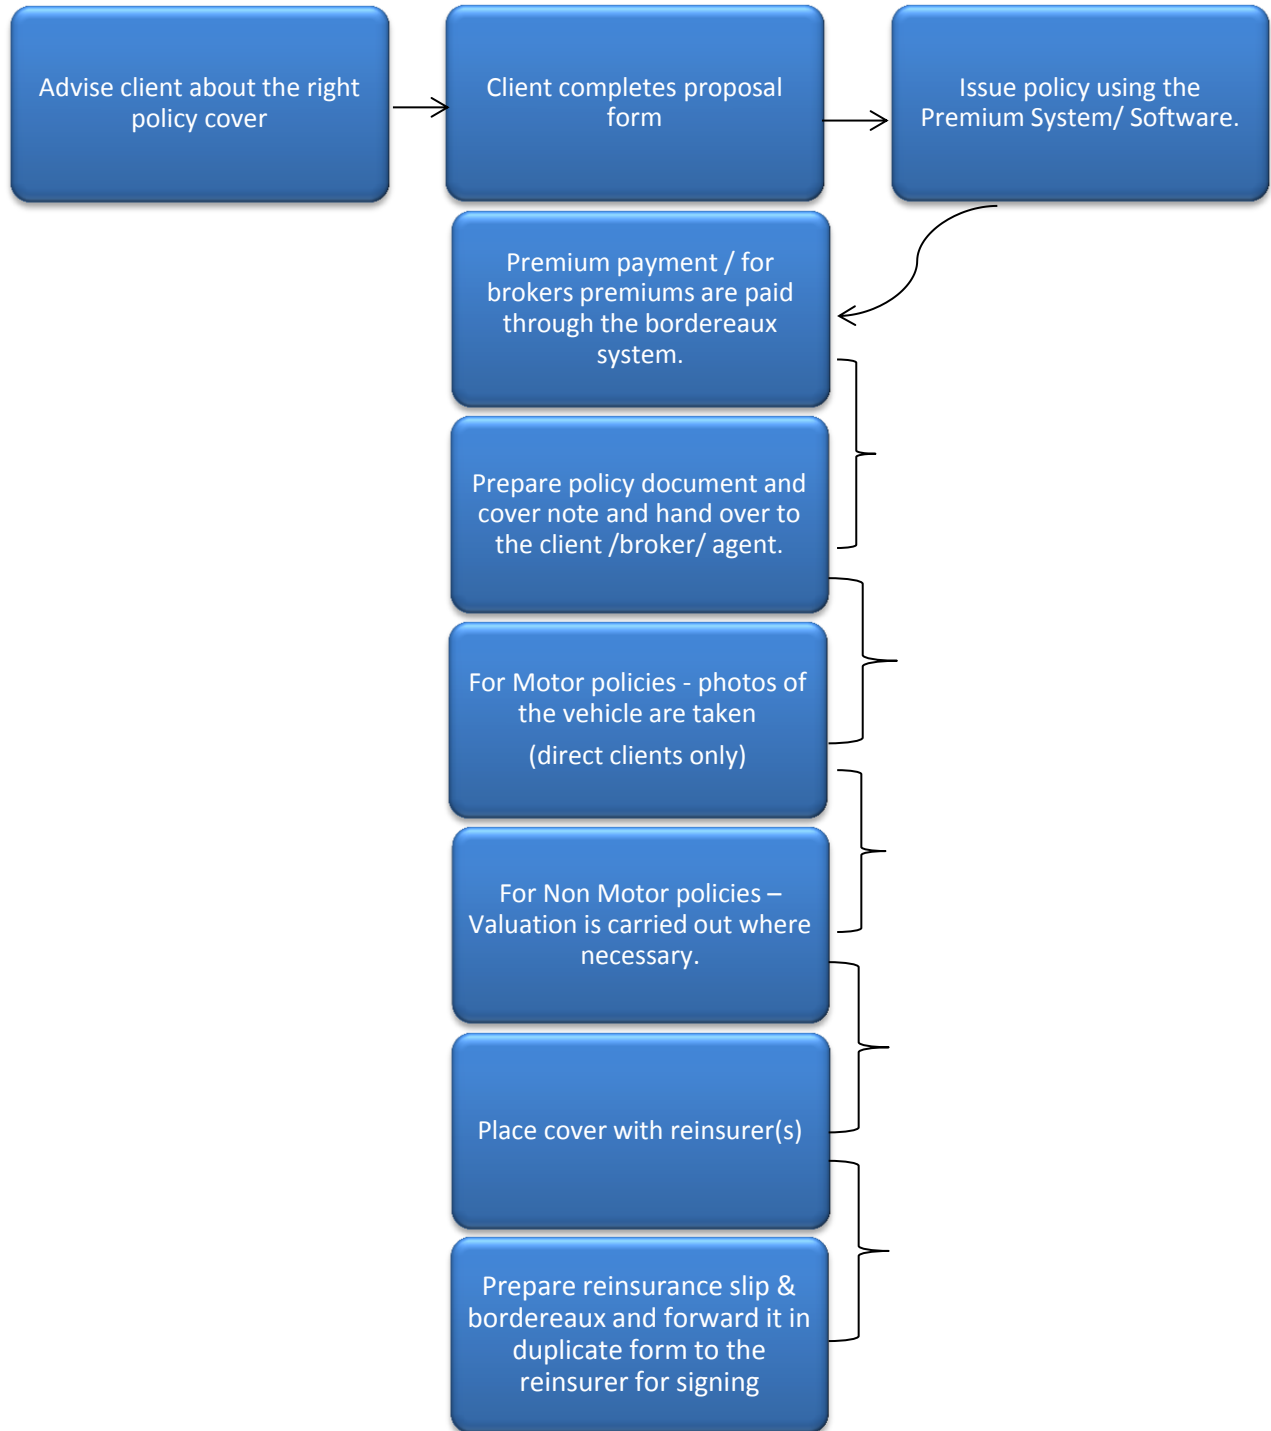 Advise client about the right
policy cover
Client completes proposal
form
Issue policy using the
Premium System/ Software.
Premium payment / for
brokers premiums are paid
through the bordereaux
system.
Prepare policy document and
cover note and hand over to
the client /broker/ agent.
For Motor policies - photos of
the vehicle are taken
(direct clients only)
For Non Motor policies –
Valuation is carried out where
necessary.
Place cover with reinsurer(s)
Prepare reinsurance slip &
bordereaux and forward it in
duplicate form to the
reinsurer for signing